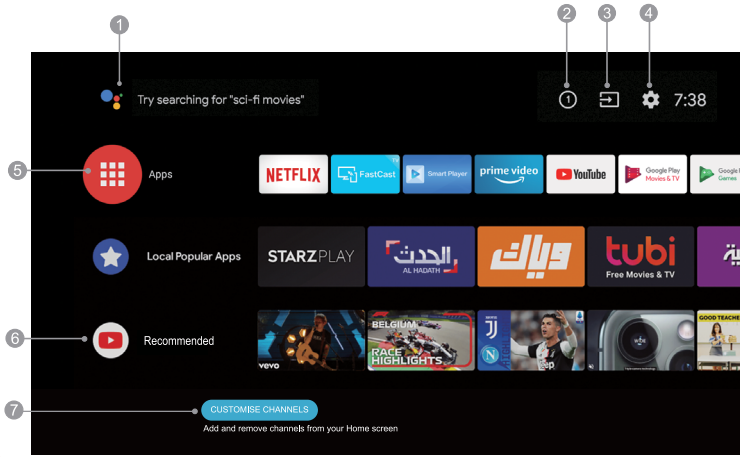 1
2
3
4
Try searching for "sci-fi movies"
1
7:38
5
Apps
NETFLIX
FastCast
TV
Smart Player
prime video
YouTube
Google Play
Movies & TV
Games
Local Popular Apps
STARZPLAY
الحدث
AL HADATH
وياك
tubi
Free Movies & TV
6
Recommended
vevo
BELGIUM
RACE
HIGHLIGHTS
J
N
Jeep
GOOD TEACHE
7
CUSTOMISE CHANNELS
Add and remove channels from your Home screen